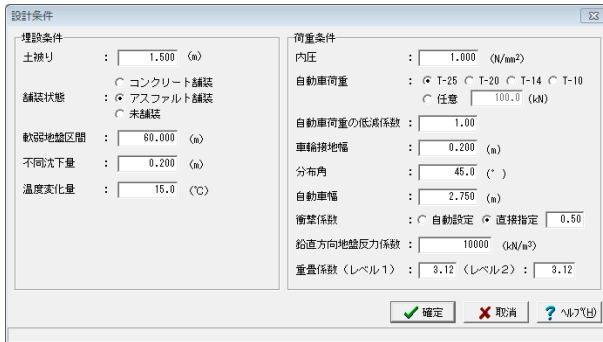 設計条件
埋設条件
土被り : 1.500 (m)
舗装状態 : コンクリート舗装
アスファルト舗装
未舗装
軟弱地盤区間 : 60.000 (m)
不同沈下量 : 0.200 (m)
温度変化量 : 15.0 (℃)
荷重条件
内圧 : 1.000 (N/mm²)
自動車荷重 : T-25 T-20 T-14 T-10
任意 100.0 (kN)
自動車荷重の低減係数 : 1.00
車輪接地幅 : 0.200 (m)
分布角 : 45.0 (°)
自動車幅 : 2.750 (m)
衝撃係数 : 自動設定 直接指定 0.50
鉛直方向地盤反力係数 : 10000 (kN/m³)
重畳係数(レベル1) : 3.12 (レベル2) : 3.12
確定 取消 ヘルプ(H)